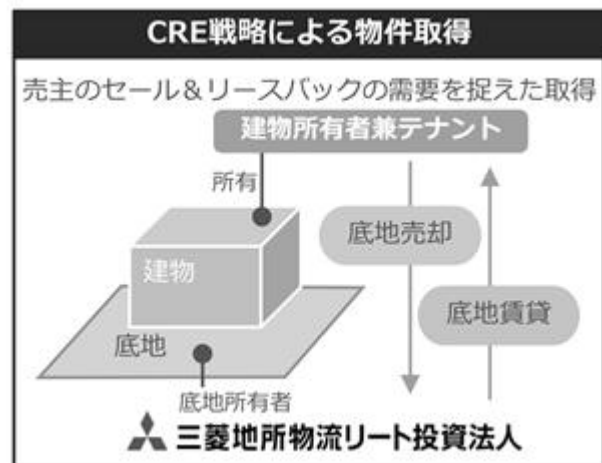 CRE戦略による物件取得
売主のセール＆リースバックの需要を捉えた取得
建物所有者兼テナント
所有
底地売却
建物
底地賃貸
底地
底地所有者
三菱地所物流リート投資法人